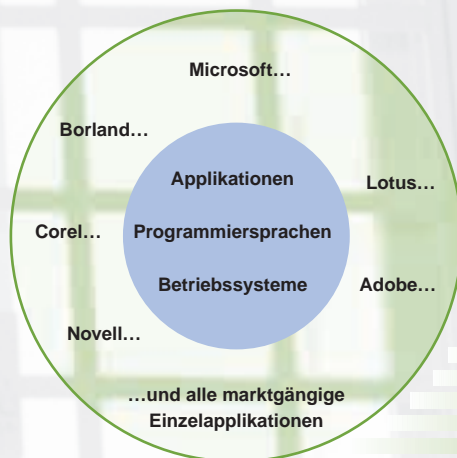 Microsoft…
Borland…
Applikationen
Lotus…
Corel…
Programmiersprachen
Betriebssysteme
Adobe…
Novell…
…und alle marktgängige
Einzelapplikationen